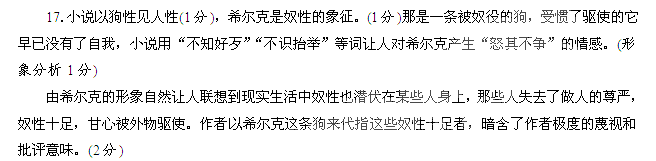 17. 小说以狗性见人性(1 分)，希尔克是奴性的象征。(1 分)那是一条被奴役的狗，受惯了驱使的它
早已没有了自我，小说用“不知好歹”“不识抬举”等词让人对希尔克产生“怒其不争”的情感。(形
象分析 1 分)
由希尔克的形象自然让人联想到现实生活中奴性也潜伏在某些人身上，那些人失去了做人的尊严，
奴性十足，甘心被外物驱使。作者以希尔克这条狗来代指这些奴性十足者，暗含了作者极度的蔑视和
批评意味。(2 分)